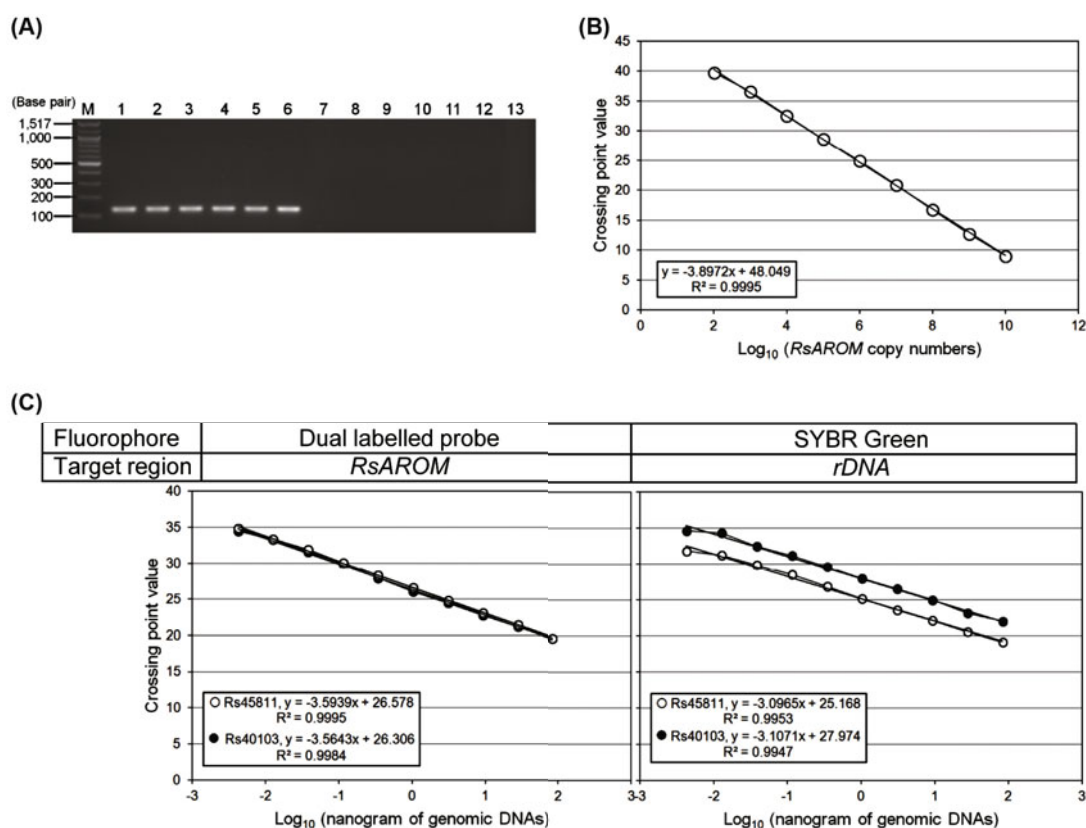 (A)
(Base pair) M 1 2 3 4 5 6 7 8 9 10 11 12 13
1,517
1,000
500
300
200
100
(B)
Crossing point value
45
40
35
30
25
20
15
10
5
0
y = -3.8972x + 48.049
R² = 0.9995
0 2 4 6 8 10 12
Log₁₀ (RsAROM copy numbers)
(C)
Fluorophore Dual labelled probe SYBR Green
Target region RsAROM rDNA
Crossing point value
40
35
30
25
20
15
10
5
0
Rs45811, y = -3.5939x + 26.578
R² = 0.9995
Rs40103, y = -3.5643x + 26.306
R² = 0.9984
-3 -2 -1 0 1 2 3
Log₁₀ (nanogram of genomic DNAs)
Rs45811, y = -3.0965x + 25.168
R² = 0.9953
Rs40103, y = -3.1071x + 27.974
R² = 0.9947
-3 -2 -1 0 1 2 3
Log₁₀ (nanogram of genomic DNAs)